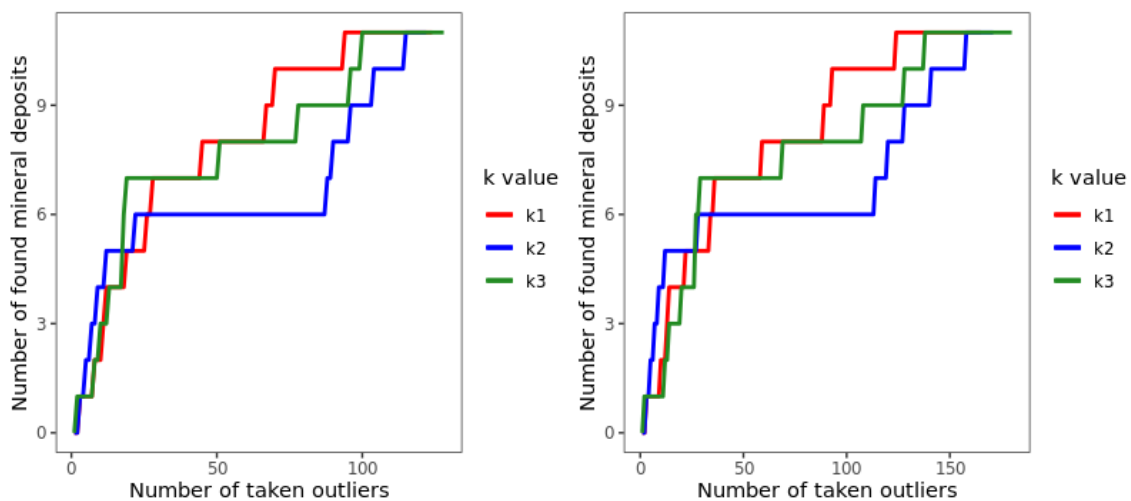 Number of found mineral deposits
9
6
3
0
0
50
100
Number of taken outliers
k value
k1
k2
k3
Number of found mineral deposits
9
6
3
0
0
50
100
150
Number of taken outliers
k value
k1
k2
k3